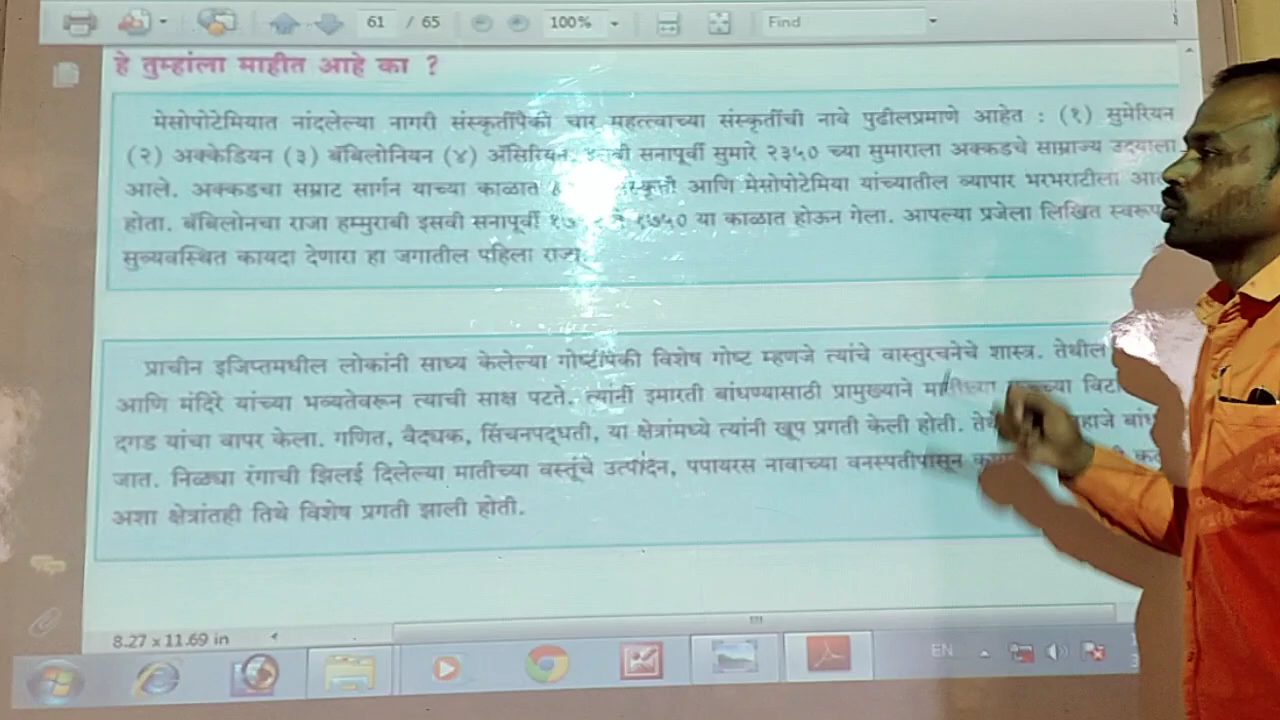 61 / 65 100% Find
हे तुम्हांला माहीत आहे का ?
मेसोपोटेमियात नांदलेल्या नागरी संस्कृतींपैकी चार महत्त्वाच्या संस्कृतींची नावे पुढीलप्रमाणे आहेत : (१) सुमेरियन
(२) अक्केडियन (३) बॅबिलोनियन (४) ॲसिरियन. सनापूर्वी सुमारे २३५० च्या सुमाराला अक्कडचे साम्राज्य उदयाला
आले. अक्कडचा सम्राट सार्गन याच्या काळात आणि मेसोपोटेमिया यांच्यातील व्यापार भरभराटीला
होता. बॅबिलोनचा राजा हम्मुराबी इसवी सनापूर्वी १७५० या काळात होऊन गेला. आपल्या प्रजेला लिखित
सुव्यवस्थित कायदा देणारा हा जगातील पहिला राजा.
प्राचीन इजिप्तमधील लोकांनी साध्य केलेल्या गोष्टींपैकी विशेष गोष्ट म्हणजे त्यांचे वास्तुरचनेचे शास्त्र. तेथील
आणि मंदिरे यांच्या भव्यतेवरून त्याची साक्ष पटते. त्यांनी इमारती बांधण्यासाठी प्रामुख्याने
दगड यांचा वापर केला. गणित, वैद्यक, सिंचनपद्धती, या क्षेत्रांमध्ये त्यांनी खूप प्रगती केली होती.
जात. निळ्या रंगाची झिलई दिलेल्या मातीच्या वस्तूंचे उत्पादन, पपायरस नावाच्या वनस्पतीपासून
अशा क्षेत्रांतही तिथे विशेष प्रगती झाली होती.
8.27 x 11.69 in
EN